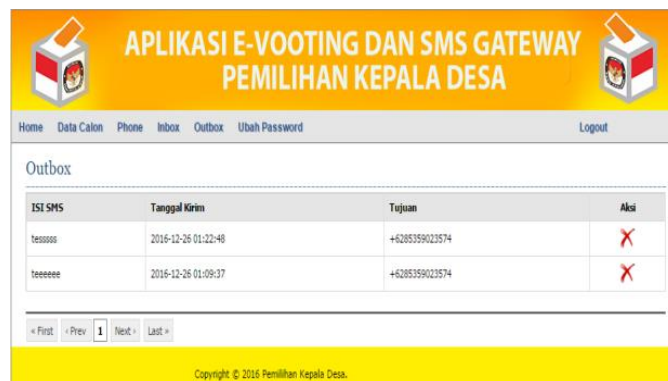 APLIKASI E-VOOTING DAN SMS GATEWAY
PEMILIHAN KEPALA DESA
Home Data Calon Phone Inbox Outbox Ubah Password Logout
Outbox
ISI SMS Tanggal Kirim Tujuan Aksi
tesssss 2016-12-26 01:22:48 +6285359023574
teeeeee 2016-12-26 01:09:37 +6285359023574
« First ‹ Prev 1 Next › Last »
Copyright © 2016 Pemilihan Kepala Desa.